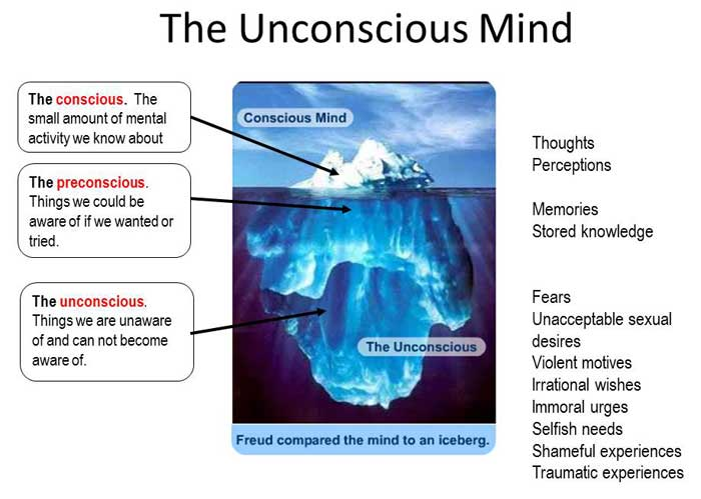 The Unconscious Mind
The conscious. The
small amount of mental
activity we know about
The preconscious.
Things we could be
aware of if we wanted or
tried.
The unconscious.
Things we are unaware
of and can not become
aware of.
Conscious Mind
The Unconscious
Freud compared the mind to an iceberg.
Thoughts
Perceptions
Memories
Stored knowledge
Fears
Unacceptable sexual
desires
Violent motives
Irrational wishes
Immoral urges
Selfish needs
Shameful experiences
Traumatic experiences